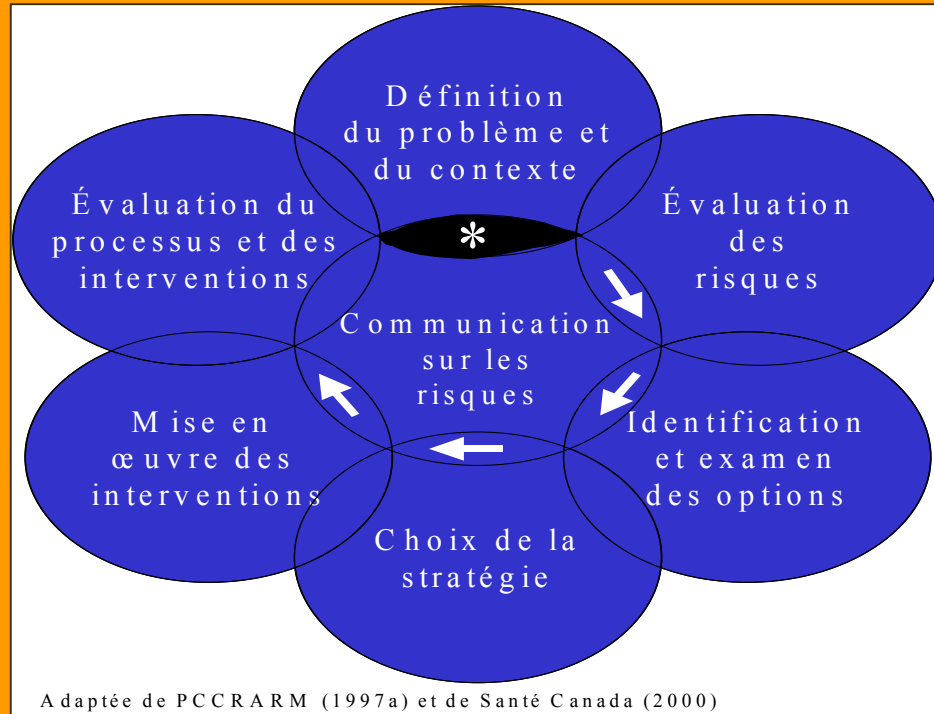 Définition
du problème et
du contexte
Évaluation du
processus et des
interventions
Évaluation
des
risques
*
Communication
sur les
risques
Mise en
œuvre des
interventions
Identification
et examen
des options
Choix de la
stratégie
Adaptée de PCCRARM (1997a) et de Santé Canada (2000)